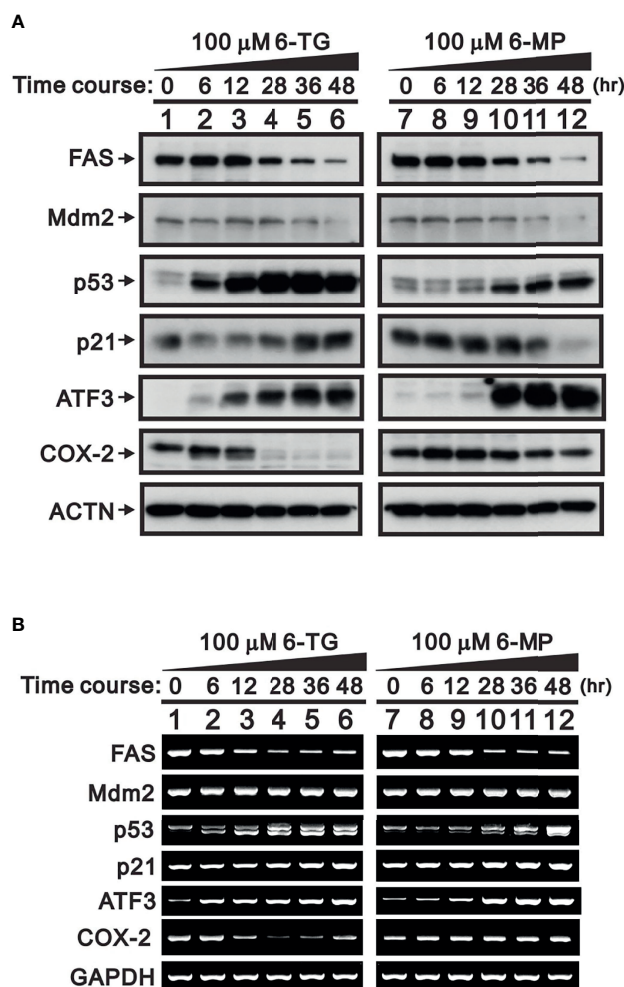 A
100 μM 6-TG 100 μM 6-MP
Time course: 0 6 12 28 36 48 0 6 12 28 36 48 (hr)
1 2 3 4 5 6 7 8 9 10 11 12
FAS
Mdm2
p53
p21
ATF3
COX-2
ACTN
B
100 μM 6-TG 100 μM 6-MP
Time course: 0 6 12 28 36 48 0 6 12 28 36 48 (hr)
1 2 3 4 5 6 7 8 9 10 11 12
FAS
Mdm2
p53
p21
ATF3
COX-2
GAPDH